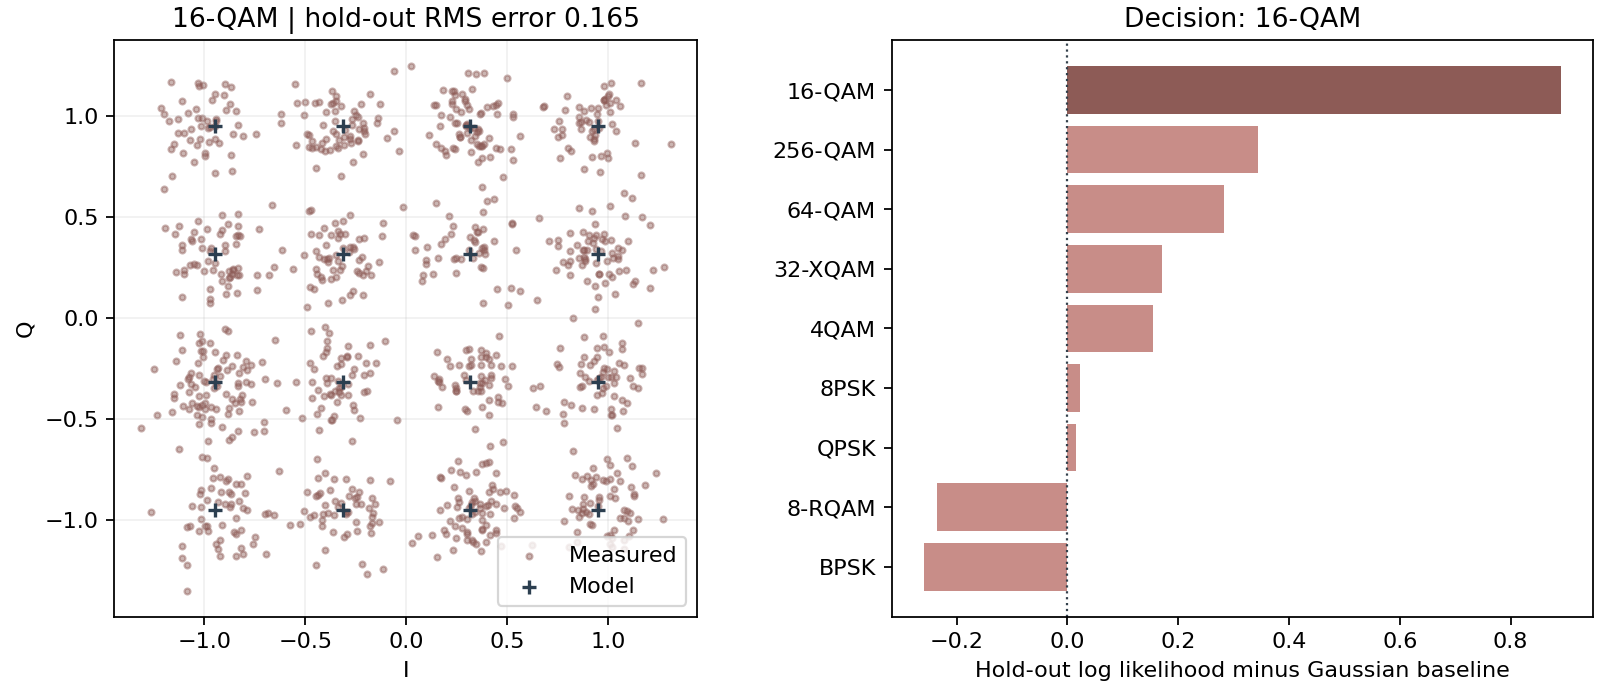 16-QAM | hold-out RMS error 0.165
1.0
0.5
0.0
−0.5
−1.0
Q
−1.0
−0.5
0.0
0.5
1.0
I
Measured
Model
Decision: 16-QAM
16-QAM
256-QAM
64-QAM
32-XQAM
4QAM
8PSK
QPSK
8-RQAM
BPSK
−0.2
0.0
0.2
0.4
0.6
0.8
Hold-out log likelihood minus Gaussian baseline